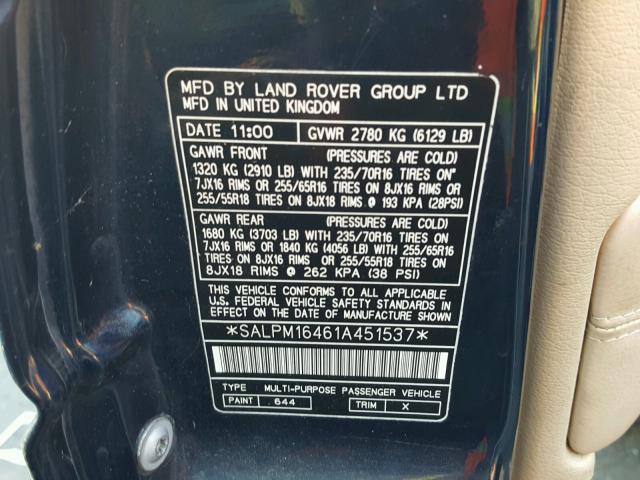 MFD BY LAND ROVER GROUP LTD
MFD IN UNITED KINGDOM
DATE 11:00 GVWR 2780 KG (6129 LB)
GAWR FRONT (PRESSURES ARE COLD)
1320 KG (2910 LB) WITH 235/70R16 TIRES ON
7JX16 RIMS OR 255/65R16 TIRES ON 8JX16 RIMS OR
255/55R18 TIRES ON 8JX18 RIMS @ 193 KPA (28PSI)
GAWR REAR (PRESSURES ARE COLD)
1680 KG (3703 LB) WITH 235/70R16 TIRES ON
7JX16 RIMS OR 1840 KG (4056 LB) WITH 255/65R16
TIRES ON 8JX16 RIMS OR 255/55R18 TIRES ON
8JX18 RIMS @ 262 KPA (38 PSI)
THIS VEHICLE CONFORMS TO ALL APPLICABLE
U.S. FEDERAL VEHICLE SAFETY STANDARDS IN
EFFECT ON THE DATE OF MANUFACTURE SHOWN
*SALPM16461A451537*
TYPE MULTI-PURPOSE PASSENGER VEHICLE
PAINT 644 TRIM X